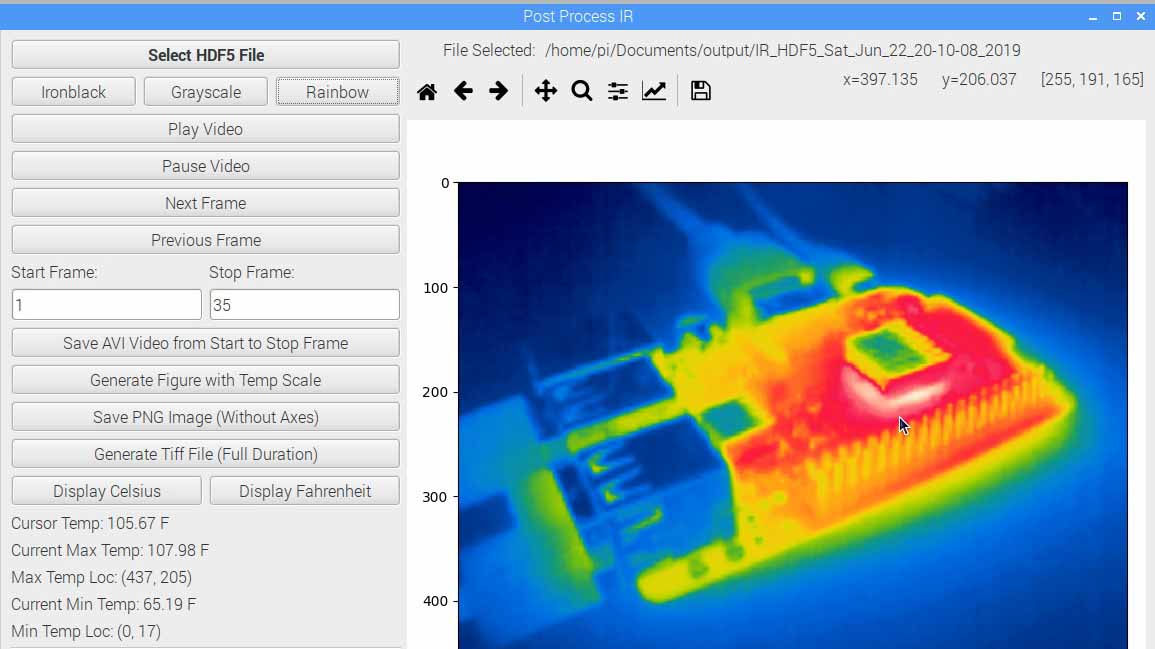 Post Process IR
Select HDF5 File
File Selected: /home/pi/Documents/output/IR_HDF5_Sat_Jun_22_20-10-08_2019
x=397.135 y=206.037 [255, 191, 165]
Ironblack Grayscale Rainbow
Play Video
Pause Video
Next Frame
Previous Frame
Start Frame: Stop Frame:
1 35
Save AVI Video from Start to Stop Frame
Generate Figure with Temp Scale
Save PNG Image (Without Axes)
Generate Tiff File (Full Duration)
Display Celsius Display Fahrenheit
Cursor Temp: 105.67 F
Current Max Temp: 107.98 F
Max Temp Loc: (437, 205)
Current Min Temp: 65.19 F
Min Temp Loc: (0, 17)
0
100
200
300
400